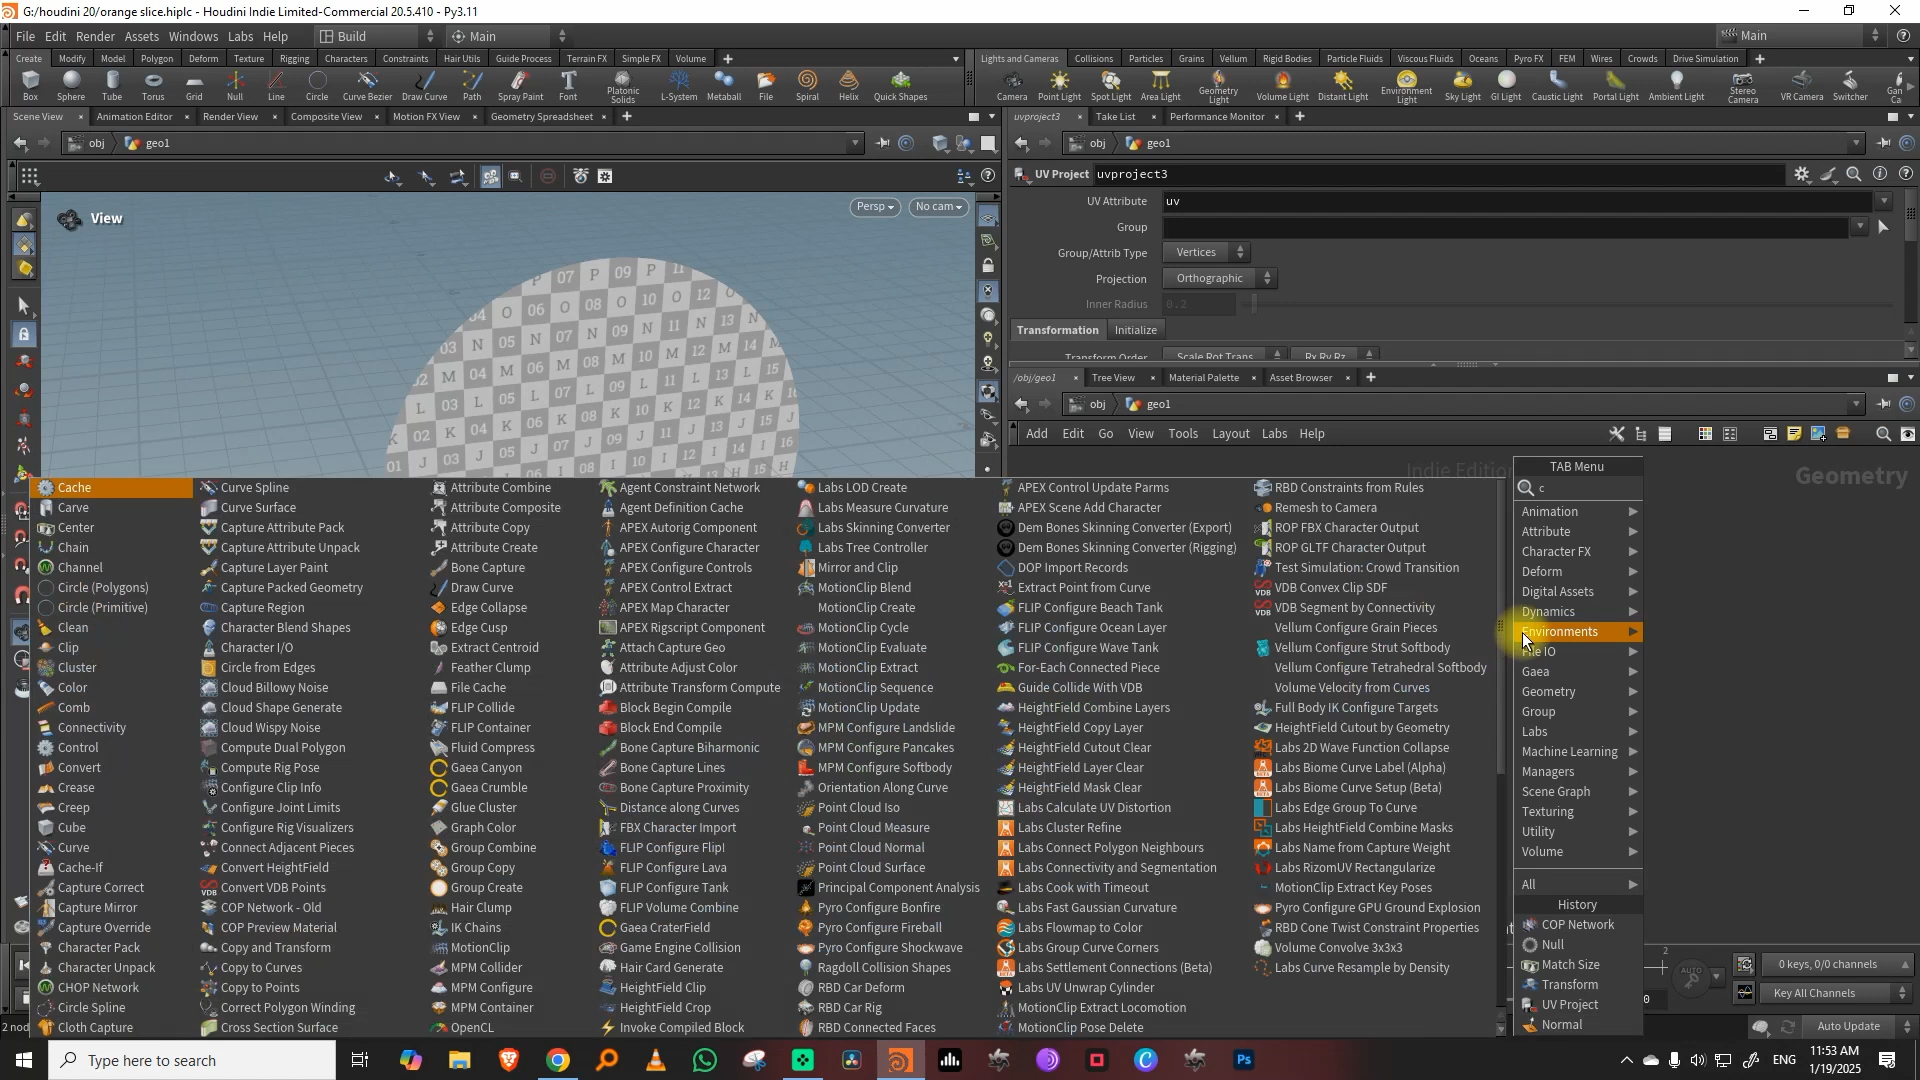 G:/houdini 20/orange slice.hiplc - Houdini Indie Limited-Commercial 20.5.410 - Py3.11
File Edit Render Assets Windows Labs Help Build Main Main
Create Modify Model Polygon Deform Texture Rigging Characters Constraints Hair Utils Guide Process Terrain FX Simple FX Volume
Lights and Cameras Collisions Particles Grains Vellum Rigid Bodies Particle Fluids Viscous Fluids Oceans Pyro FX FEM Wires Crowds Drive Simulation
Box Sphere Tube Torus Grid Null Line Circle Curve Bezier Draw Curve Path Spray Paint Font Platonic Solids L-System Metaball File Spiral Helix Quick Shapes
Camera Point Light Spot Light Area Light Geometry Light Volume Light Distant Light Environment Light Sky Light GI Light Caustic Light Portal Light Ambient Light Stereo Camera VR Camera Switcher
Scene View Animation Editor Render View Composite View Motion FX View Geometry Spreadsheet
uvproject3 Take List Performance Monitor
obj geo1
obj geo1
UV Project uvproject3
UV Attribute uv
Group
Group/Attrib Type Vertices
Projection Orthographic
Inner Radius 0.2
Transformation Initialize
Transform Order Scale Rot Trans Rx Ry Rz
View
Persp No cam
/obj/geo1 Tree View Material Palette Asset Browser
obj geo1
Add Edit Go View Tools Layout Labs Help
Geometry
TAB Menu
c
Animation
Attribute
Character FX
Deform
Digital Assets
Dynamics
Environments
File IO
Gaea
Geometry
Group
Labs
Machine Learning
Managers
Scene Graph
Texturing
Utility
Volume
All
History
COP Network
Null
Match Size
Transform
UV Project
Normal
Cache
Carve
Center
Chain
Channel
Circle (Polygons)
Circle (Primitive)
Clean
Clip
Cluster
Color
Comb
Connectivity
Control
Convert
Crease
Creep
Cube
Curve
Cache-If
Capture Correct
Capture Mirror
Capture Override
Character Pack
Character Unpack
CHOP Network
Circle Spline
Cloth Capture
Curve Spline
Curve Surface
Capture Attribute Pack
Capture Attribute Unpack
Capture Layer Paint
Capture Packed Geometry
Capture Region
Character Blend Shapes
Character I/O
Circle from Edges
Cloud Billowy Noise
Cloud Shape Generate
Cloud Wispy Noise
Compute Dual Polygon
Compute Rig Pose
Configure Clip Info
Configure Joint Limits
Configure Rig Visualizers
Connect Adjacent Pieces
Convert HeightField
Convert VDB Points
COP Network - Old
COP Preview Material
Copy and Transform
Copy to Curves
Copy to Points
Correct Polygon Winding
Cross Section Surface
Attribute Combine
Attribute Composite
Attribute Copy
Attribute Create
Bone Capture
Draw Curve
Edge Collapse
Edge Cusp
Extract Centroid
Feather Clump
File Cache
FLIP Collide
FLIP Container
Fluid Compress
Gaea Canyon
Gaea Crumble
Glue Cluster
Graph Color
Group Combine
Group Copy
Group Create
Hair Clump
IK Chains
MotionClip
MPM Collider
MPM Configure
MPM Container
OpenCL
Agent Constraint Network
Agent Definition Cache
APEX Autorig Component
APEX Configure Character
APEX Configure Controls
APEX Control Extract
APEX Map Character
APEX Rigscript Component
Attach Capture Geo
Attribute Adjust Color
Attribute Transform Compute
Block Begin Compile
Block End Compile
Bone Capture Biharmonic
Bone Capture Lines
Bone Capture Proximity
Distance along Curves
FBX Character Import
FLIP Configure Flip!
FLIP Configure Lava
FLIP Configure Tank
FLIP Volume Combine
Gaea CraterField
Game Engine Collision
Hair Card Generate
HeightField Clip
HeightField Crop
Invoke Compiled Block
Labs LOD Create
Labs Measure Curvature
Labs Skinning Converter
Labs Tree Controller
Mirror and Clip
MotionClip Blend
MotionClip Create
MotionClip Cycle
MotionClip Evaluate
MotionClip Extract
MotionClip Sequence
MotionClip Update
MPM Configure Landslide
MPM Configure Pancakes
MPM Configure Softbody
Orientation Along Curve
Point Cloud Iso
Point Cloud Measure
Point Cloud Normal
Point Cloud Surface
Principal Component Analysis
Pyro Configure Bonfire
Pyro Configure Fireball
Pyro Configure Shockwave
Ragdoll Collision Shapes
RBD Car Deform
RBD Car Rig
RBD Connected Faces
APEX Control Update Parms
APEX Scene Add Character
Dem Bones Skinning Converter (Export)
Dem Bones Skinning Converter (Rigging)
DOP Import Records
Extract Point from Curve
FLIP Configure Beach Tank
FLIP Configure Ocean Layer
FLIP Configure Wave Tank
For-Each Connected Piece
Guide Collide With VDB
HeightField Combine Layers
HeightField Copy Layer
HeightField Cutout Clear
HeightField Layer Clear
HeightField Mask Clear
Labs Calculate UV Distortion
Labs Cluster Refine
Labs Connect Polygon Neighbours
Labs Connectivity and Segmentation
Labs Cook with Timeout
Labs Fast Gaussian Curvature
Labs Flowmap to Color
Labs Group Curve Corners
Labs Settlement Connections (Beta)
Labs UV Unwrap Cylinder
MotionClip Extract Locomotion
MotionClip Pose Delete
RBD Constraints from Rules
Remesh to Camera
ROP FBX Character Output
ROP GLTF Character Output
Test Simulation: Crowd Transition
VDB Convex Clip SDF
VDB Segment by Connectivity
Vellum Configure Grain Pieces
Vellum Configure Strut Softbody
Vellum Configure Tetrahedral Softbody
Volume Velocity from Curves
Full Body IK Configure Targets
HeightField Cutout by Geometry
Labs 2D Wave Function Collapse
Labs Biome Curve Label (Alpha)
Labs Biome Curve Setup (Beta)
Labs Edge Group To Curve
Labs HeightField Combine Masks
Labs Name from Capture Weight
Labs RizomUV Rectangularize
MotionClip Extract Key Poses
Pyro Configure GPU Ground Explosion
RBD Cone Twist Constraint Properties
Volume Convolve 3x3x3
Labs Curve Resample by Density
0 keys, 0/0 channels
Key All Channels
Auto Update
Type here to search
ENG
11:53 AM
1/19/2025